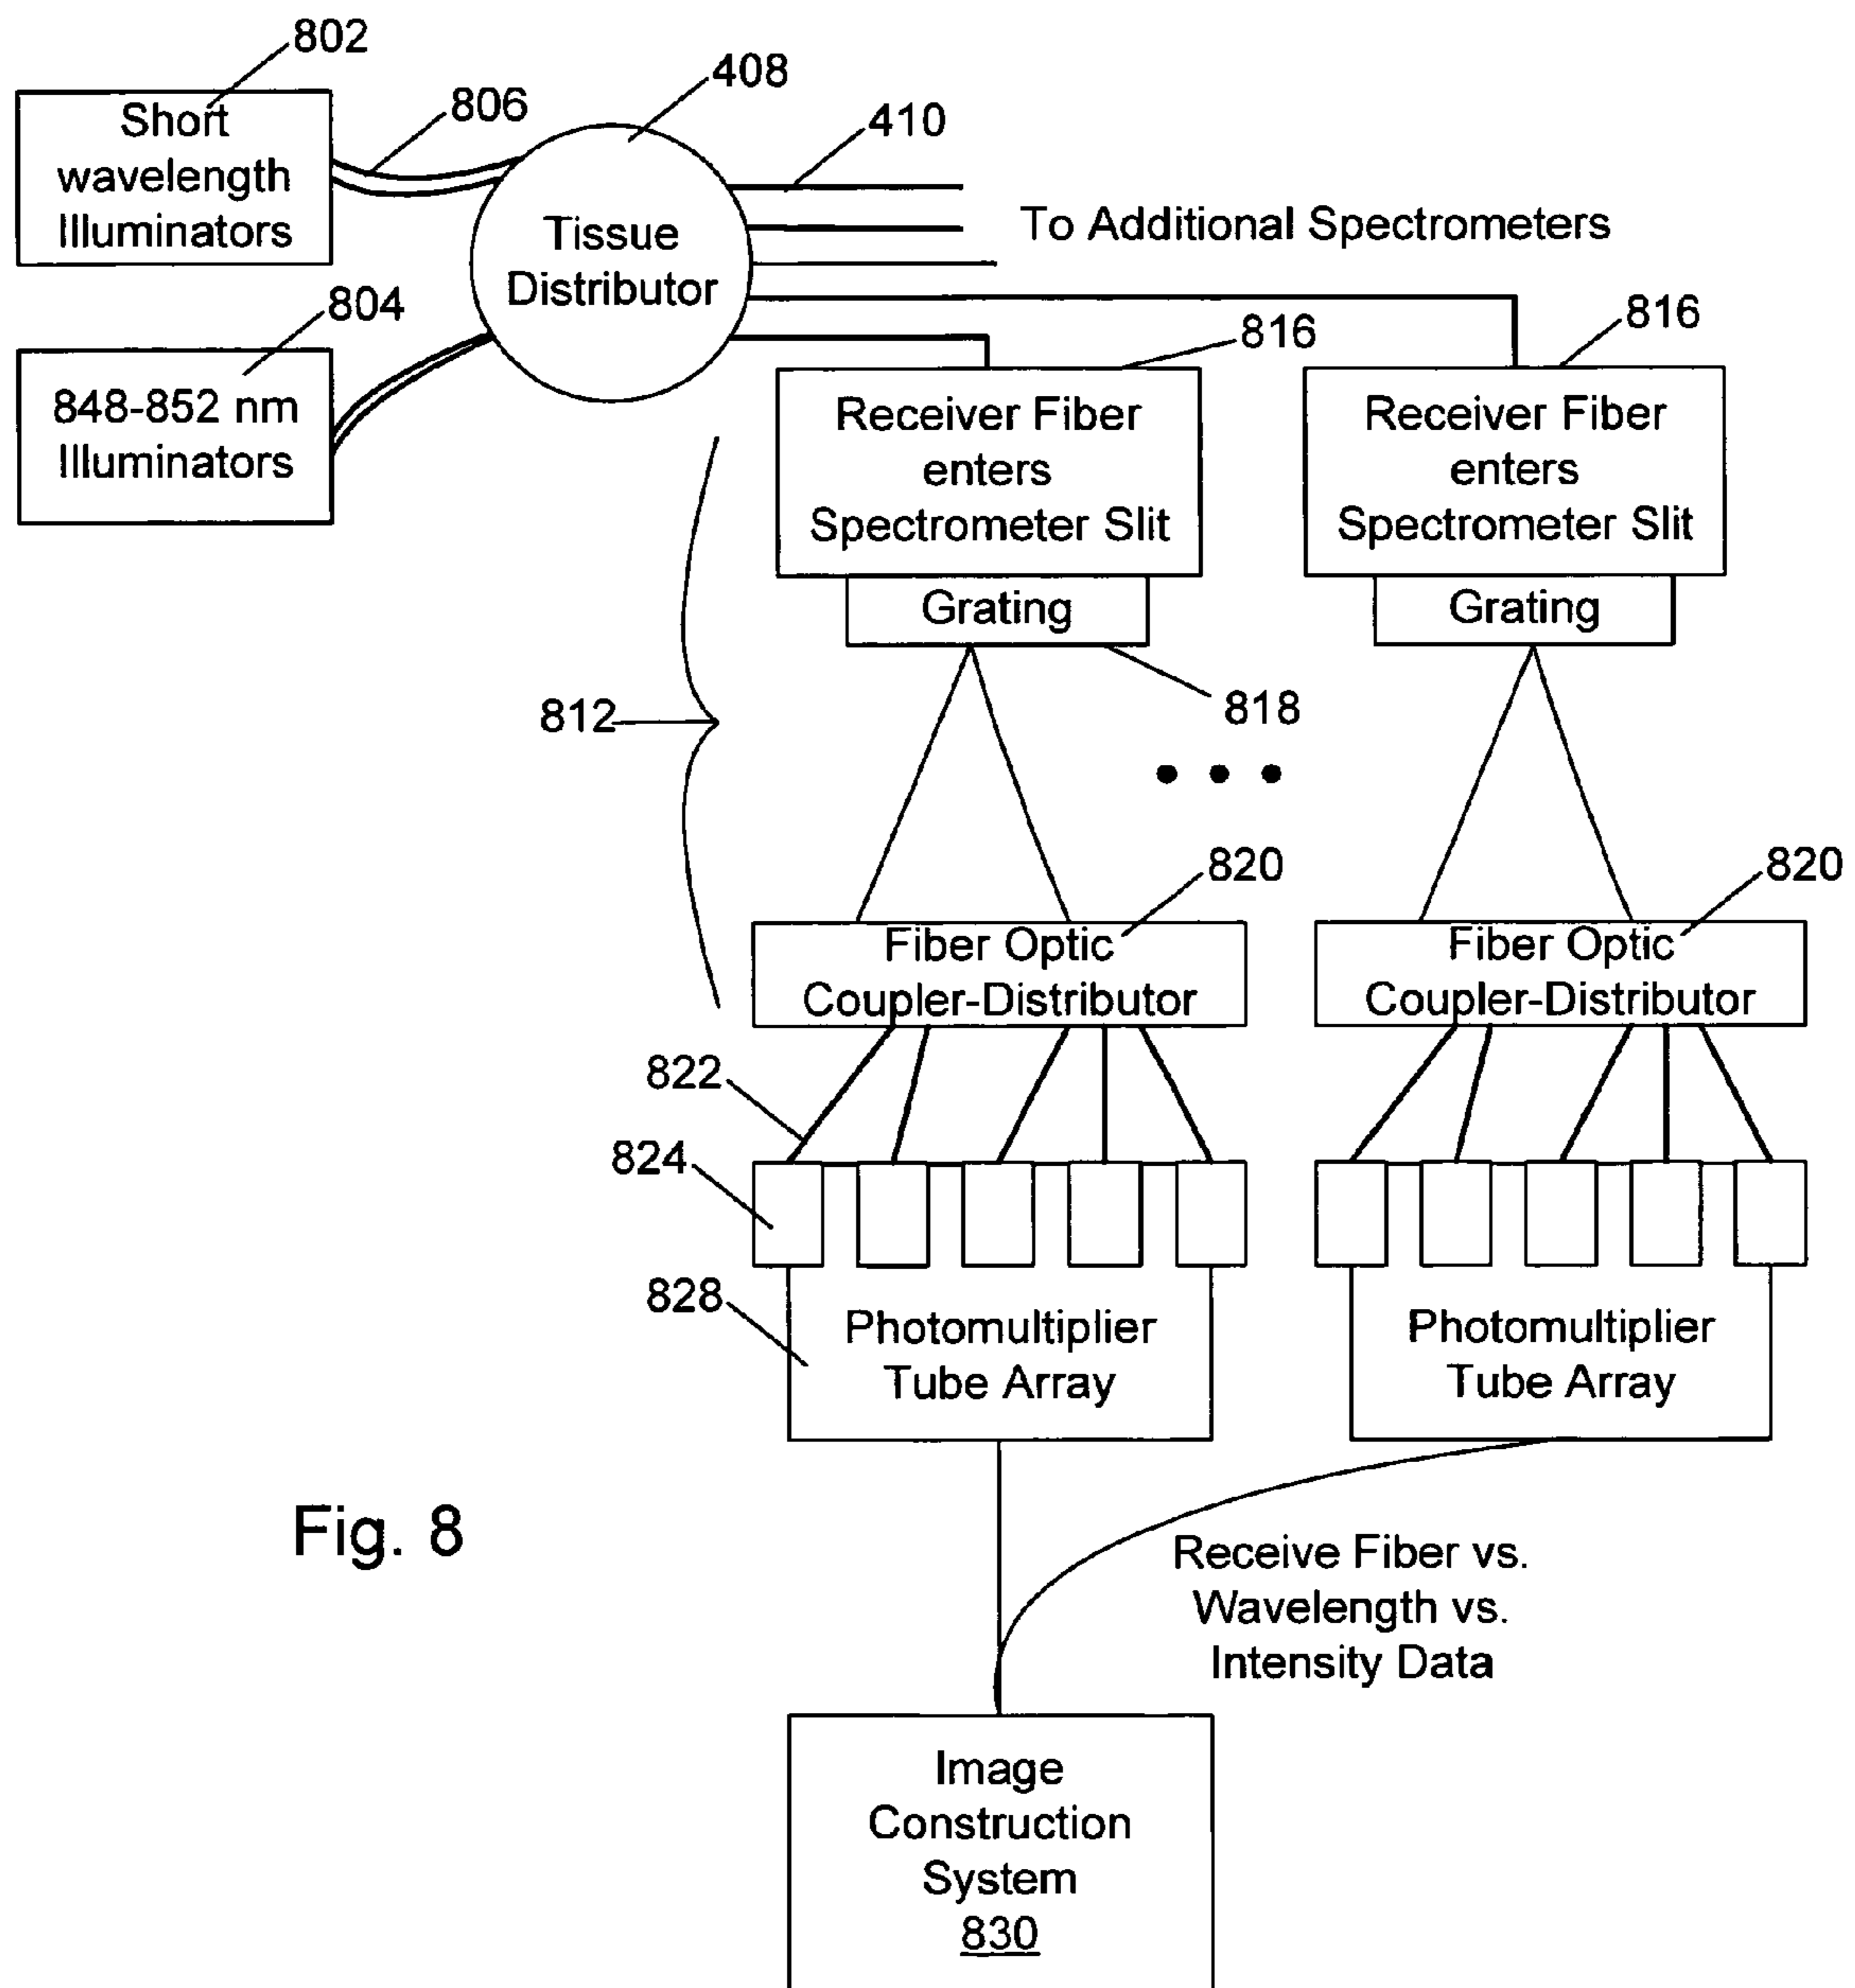 802
Short
wavelength
Illuminators
806
408
410
Tissue
Distributor
To Additional Spectrometers
804
848-852 nm
Illuminators
816
816
Receiver Fiber
enters
Spectrometer Slit
Receiver Fiber
enters
Spectrometer Slit
Grating
Grating
812
818
820
820
Fiber Optic
Coupler-Distributor
Fiber Optic
Coupler-Distributor
822
824
828
Photomultiplier
Tube Array
Photomultiplier
Tube Array
Fig. 8
Receive Fiber vs.
Wavelength vs.
Intensity Data
Image
Construction
System
830